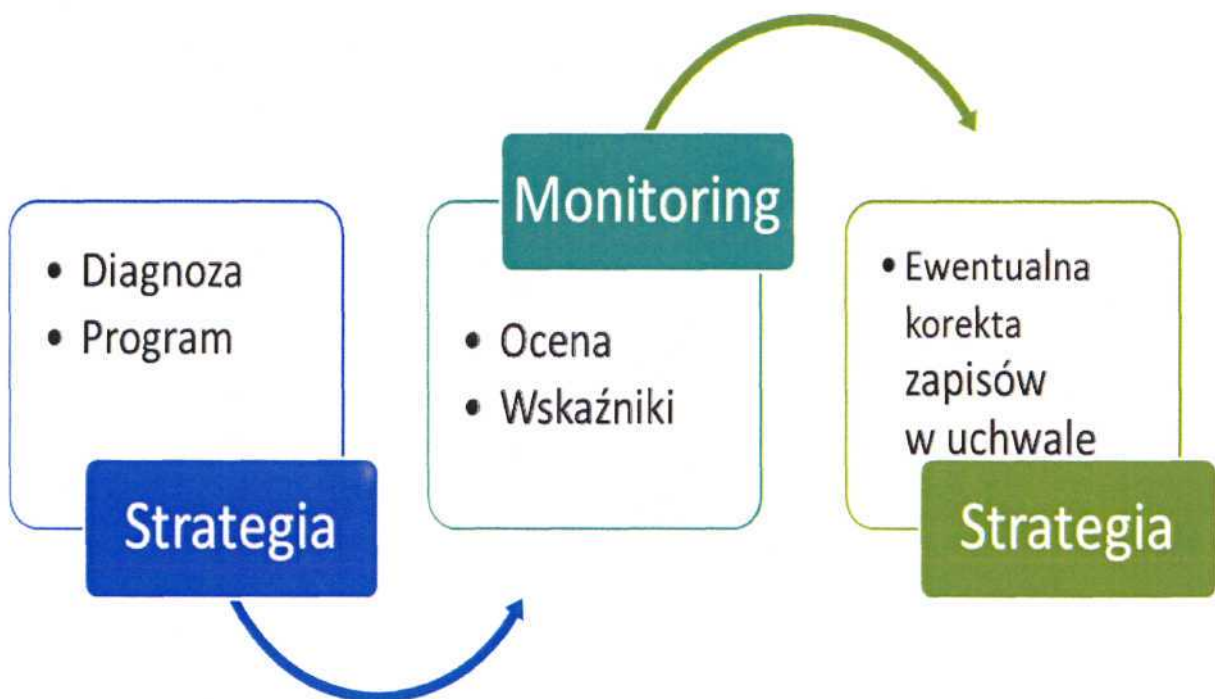 • Diagnoza
• Program
Strategia
Monitoring
• Ocena
• Wskaźniki
• Ewentualna
korekta
zapisów
w uchwale
Strategia